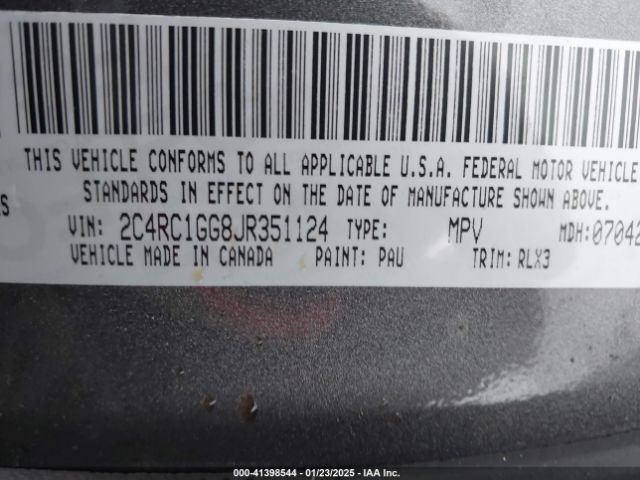 THIS VEHICLE CONFORMS TO ALL APPLICABLE U.S.A. FEDERAL MOTOR VEHICLE
STANDARDS IN EFFECT ON THE DATE OF MANUFACTURE SHOWN ABOVE.
VIN: 2C4RC1GG8JR351124 TYPE: MPV MDH:07042
VEHICLE MADE IN CANADA PAINT: PAU TRIM: RLX3
000-41398544 / 01/23/2025 - IAA Inc.